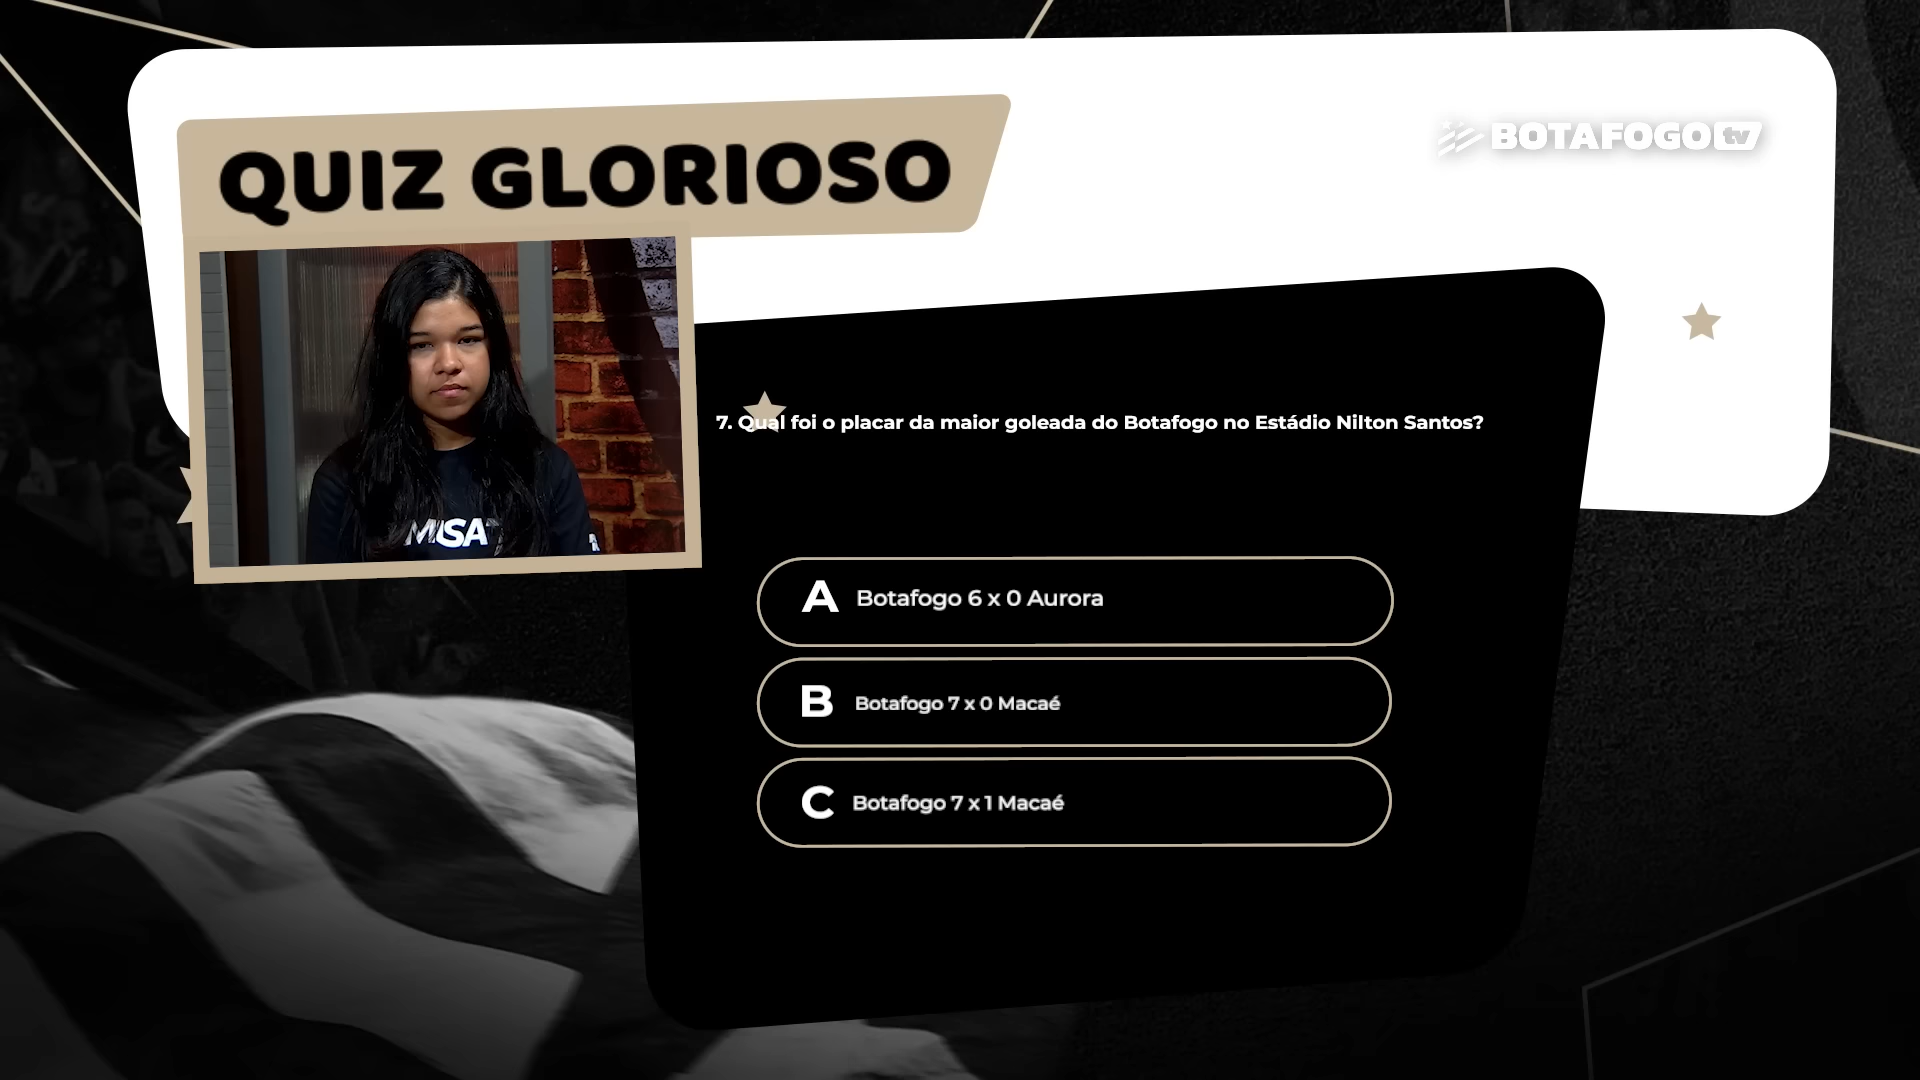 QUIZ GLORIOSO
BOTAFOGO tv
7. Qual foi o placar da maior goleada do Botafogo no Estádio Nilton Santos?
A Botafogo 6 x 0 Aurora
B Botafogo 7 x 0 Macaé
C Botafogo 7 x 1 Macaé